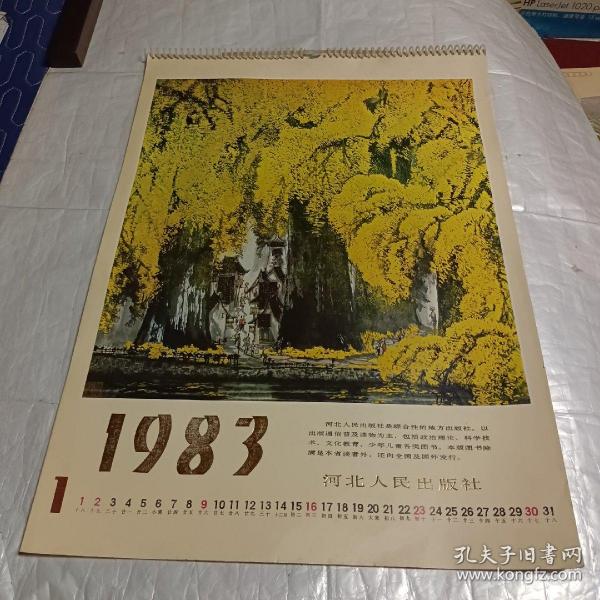 HP LaserJet 1020 p
1983
河北人民出版社是综合性的地方出版社。以
出版通俗普及读物为主，包括政治理论、科学技
术、文化教育、少年儿童各类图书。本版图书除
满足本省读者外，还向全国及国外发行。
河北人民出版社
1
1 2 3 4 5 6 7 8 9 10 11 12 13 14 15 16 17 18 19 20 21 22 23 24 25 26 27 28 29 30 31
孔夫子旧书网
www.kongfz.com